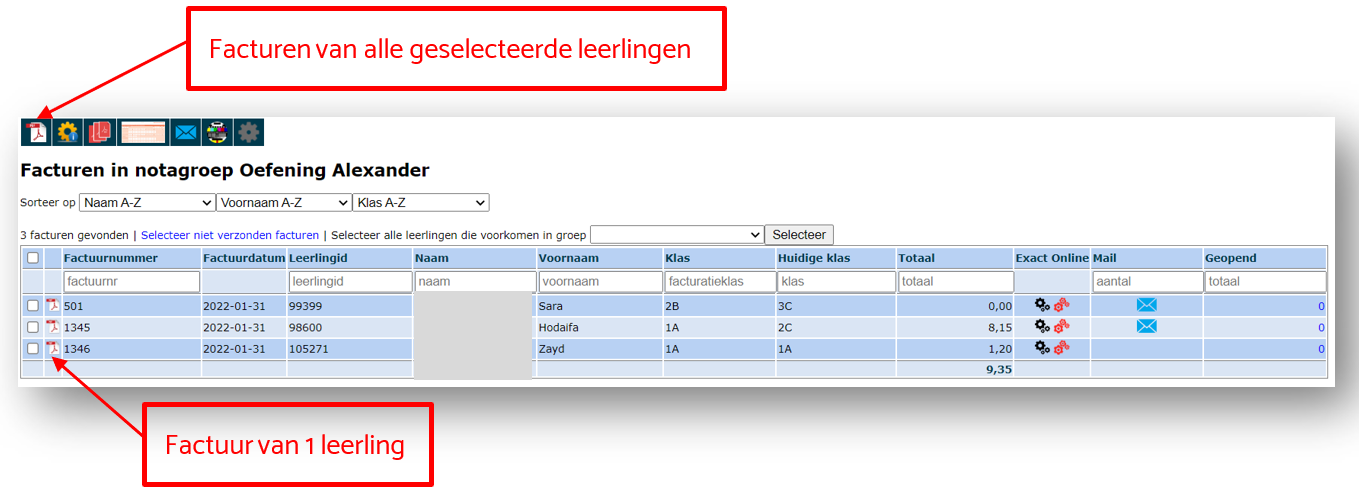 Facturen van alle geselecteerde leerlingen
Facturen in notagroep Oefening Alexander
Sorteer op Naam A-Z Voornaam A-Z Klas A-Z
3 facturen gevonden | Selecteer niet verzonden facturen | Selecteer alle leerlingen die voorkomen in groep Selecteer
Factuurnummer Factuurdatum Leerlingid Naam Voornaam Klas Huidige klas Totaal Exact Online Mail Geopend
factuurnr leerlingid naam voornaam facturatieklas klas totaal aantal totaal
501 2022-01-31 99399 Sara 2B 3C 0,00 0
1345 2022-01-31 98600 Hodaifa 1A 2C 8,15 0
1346 2022-01-31 105271 Zayd 1A 1A 1,20 0
9,35
Factuur van 1 leerling